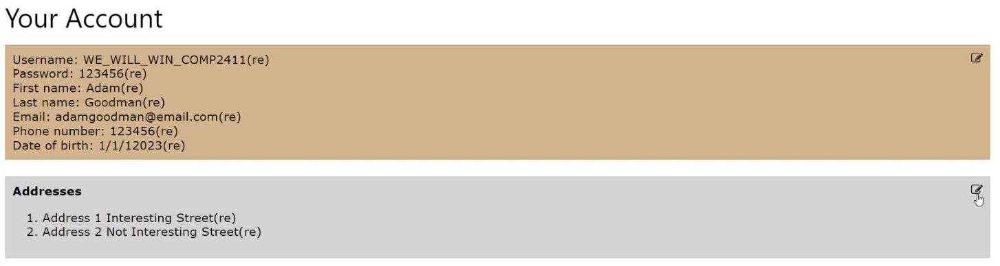 Your Account
Username: WE_WILL_WIN_COMP2411(re)
Password: 123456(re)
First name: Adam(re)
Last name: Goodman(re)
Email: adamgoodman@email.com(re)
Phone number: 123456(re)
Date of birth: 1/1/12023(re)
Addresses
1. Address 1 Interesting Street(re)
2. Address 2 Not Interesting Street(re)